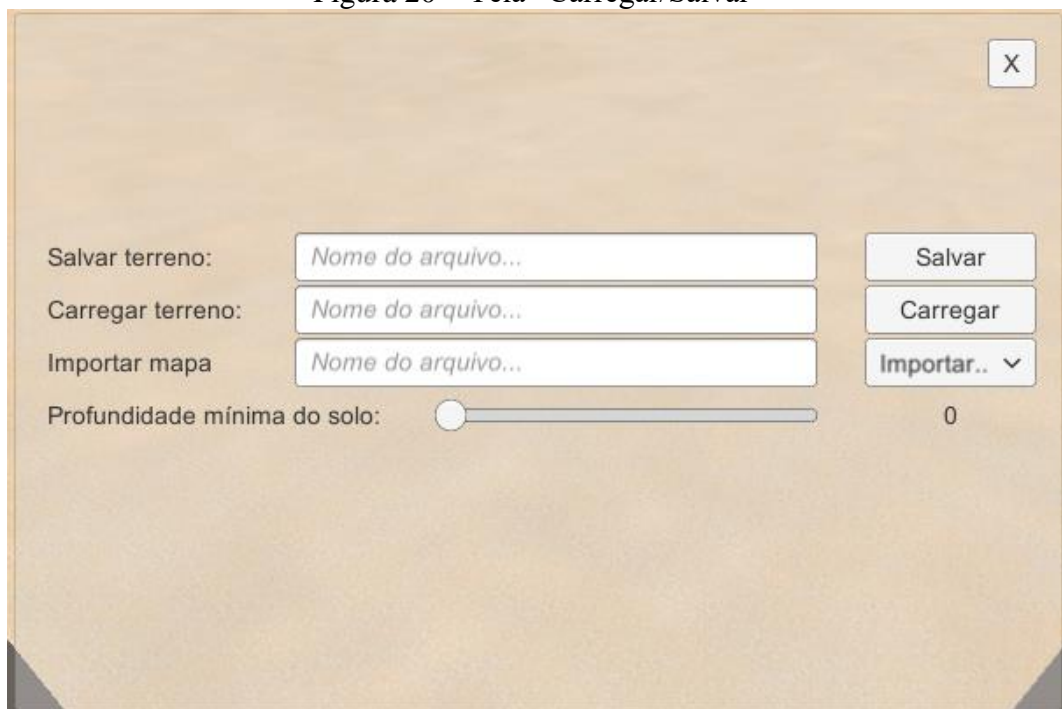 X
Salvar terreno: Nome do arquivo... Salvar
Carregar terreno: Nome do arquivo... Carregar
Importar mapa Nome do arquivo... Importar..
Profundidade mínima do solo: 0